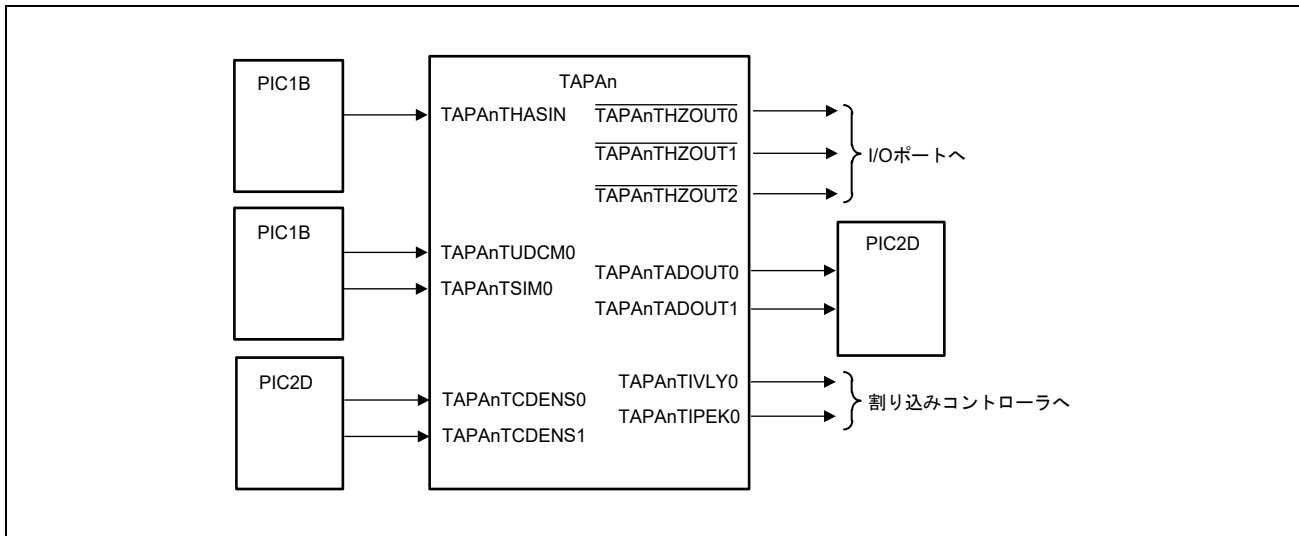 TAPAn
PIC1B
TAPAnTHASIN
TAPAnTHZOUT0
TAPAnTHZOUT1
TAPAnTHZOUT2
I/Oポートへ
PIC1B
TAPAnTUDCM0
TAPAnTSIM0
PIC2D
TAPAnTADOUT0
TAPAnTADOUT1
PIC2D
TAPAnTCDENS0
TAPAnTCDENS1
TAPAnTIVLY0
TAPAnTIPEK0
割り込みコントローラへ